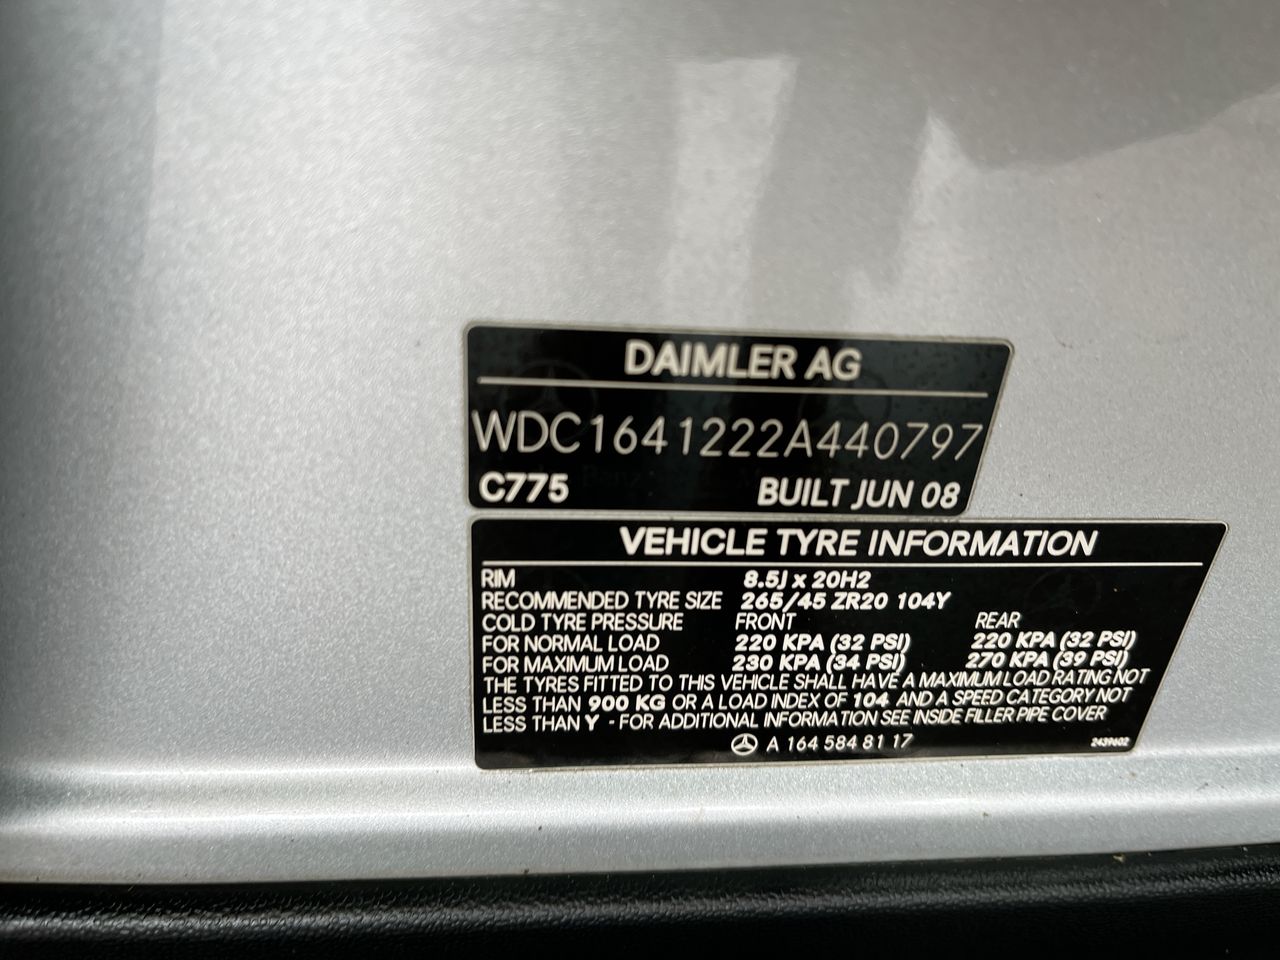 DAIMLER AG
WDC1641222A440797
C775 BUILT JUN 08
VEHICLE TYRE INFORMATION
RIM 8.5J x 20H2
RECOMMENDED TYRE SIZE 265/45 ZR20 104Y
COLD TYRE PRESSURE FRONT REAR
FOR NORMAL LOAD 220 KPA (32 PSI) 220 KPA (32 PSI)
FOR MAXIMUM LOAD 230 KPA (34 PSI) 270 KPA (39 PSI)
THE TYRES FITTED TO THIS VEHICLE SHALL HAVE A MAXIMUM LOAD RATING NOT
LESS THAN 900 KG OR A LOAD INDEX OF 104 AND A SPEED CATEGORY NOT
LESS THAN Y - FOR ADDITIONAL INFORMATION SEE INSIDE FILLER PIPE COVER
A 164 584 81 17 2439602